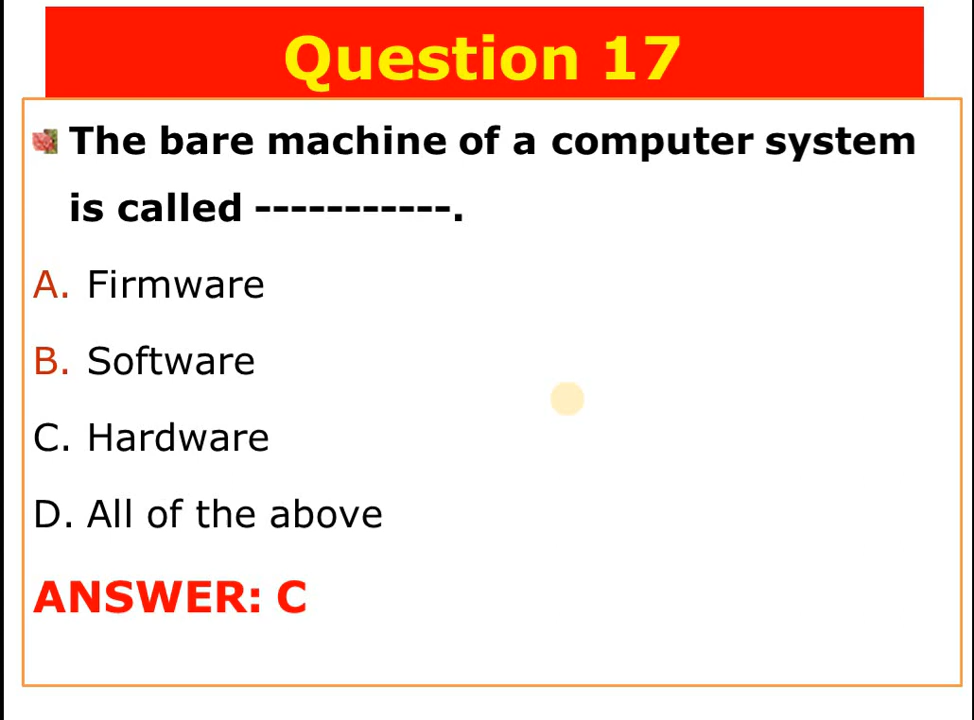 Question 17
The bare machine of a computer system
is called -----------.
A. Firmware
B. Software
C. Hardware
D. All of the above
ANSWER: C